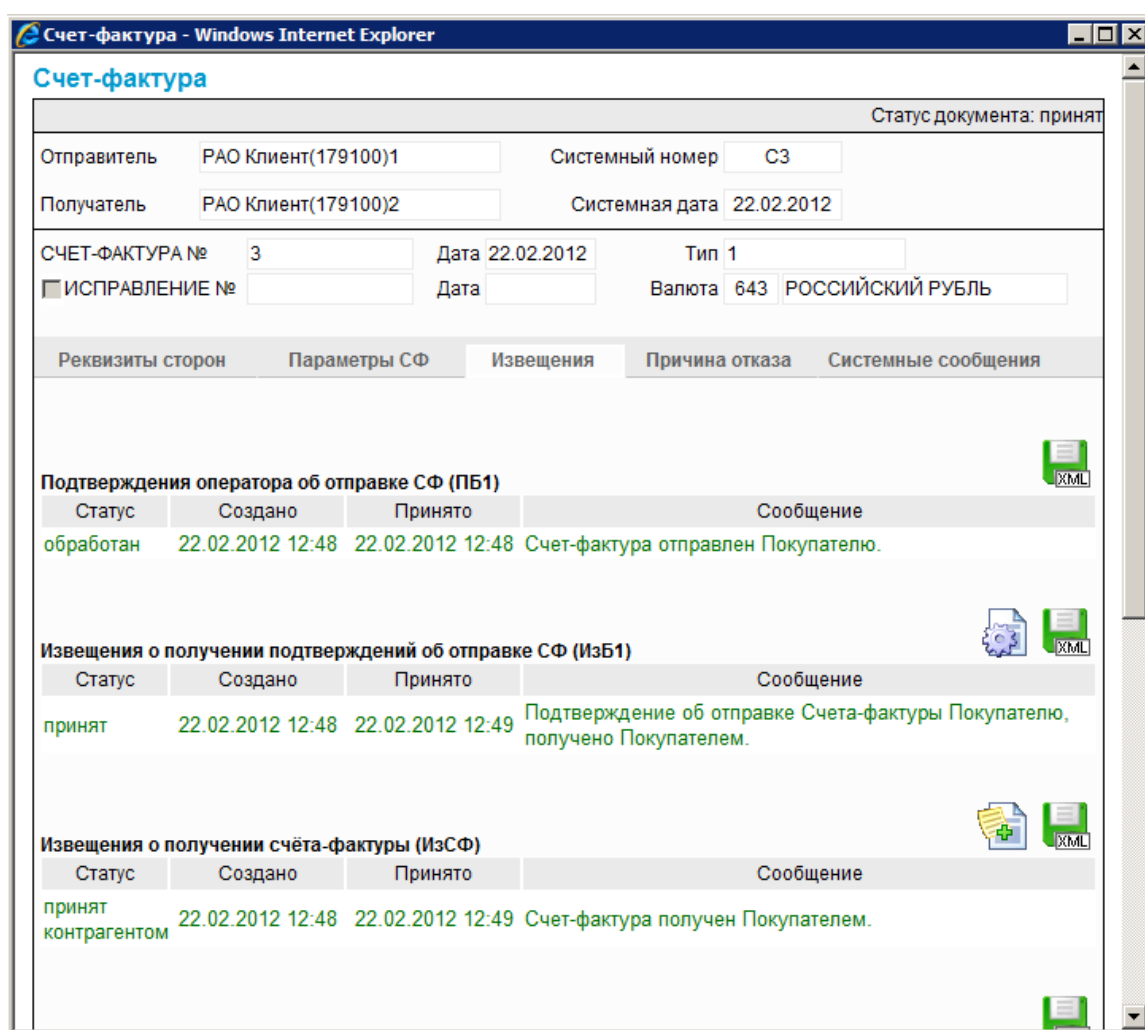 Счет-фактура - Windows Internet Explorer
Счет-фактура
Статус документа: принят
Отправитель РАО Клиент(179100)1 Системный номер С3
Получатель РАО Клиент(179100)2 Системная дата 22.02.2012
СЧЕТ-ФАКТУРА № 3 Дата 22.02.2012 Тип 1
ИСПРАВЛЕНИЕ № Дата Валюта 643 РОССИЙСКИЙ РУБЛЬ
Реквизиты сторон Параметры СФ Извещения Причина отказа Системные сообщения
XML
Подтверждения оператора об отправке СФ (ПБ1)
Статус Создано Принято Сообщение
обработан 22.02.2012 12:48 22.02.2012 12:48 Счет-фактура отправлен Покупателю.
XML
Извещения о получении подтверждений об отправке СФ (ИзБ1)
Статус Создано Принято Сообщение
принят 22.02.2012 12:48 22.02.2012 12:49 Подтверждение об отправке Счета-фактуры Покупателю,
получено Покупателем.
XML
Извещения о получении счёта-фактуры (ИзСФ)
Статус Создано Принято Сообщение
принят
контрагентом 22.02.2012 12:48 22.02.2012 12:49 Счет-фактура получен Покупателем.